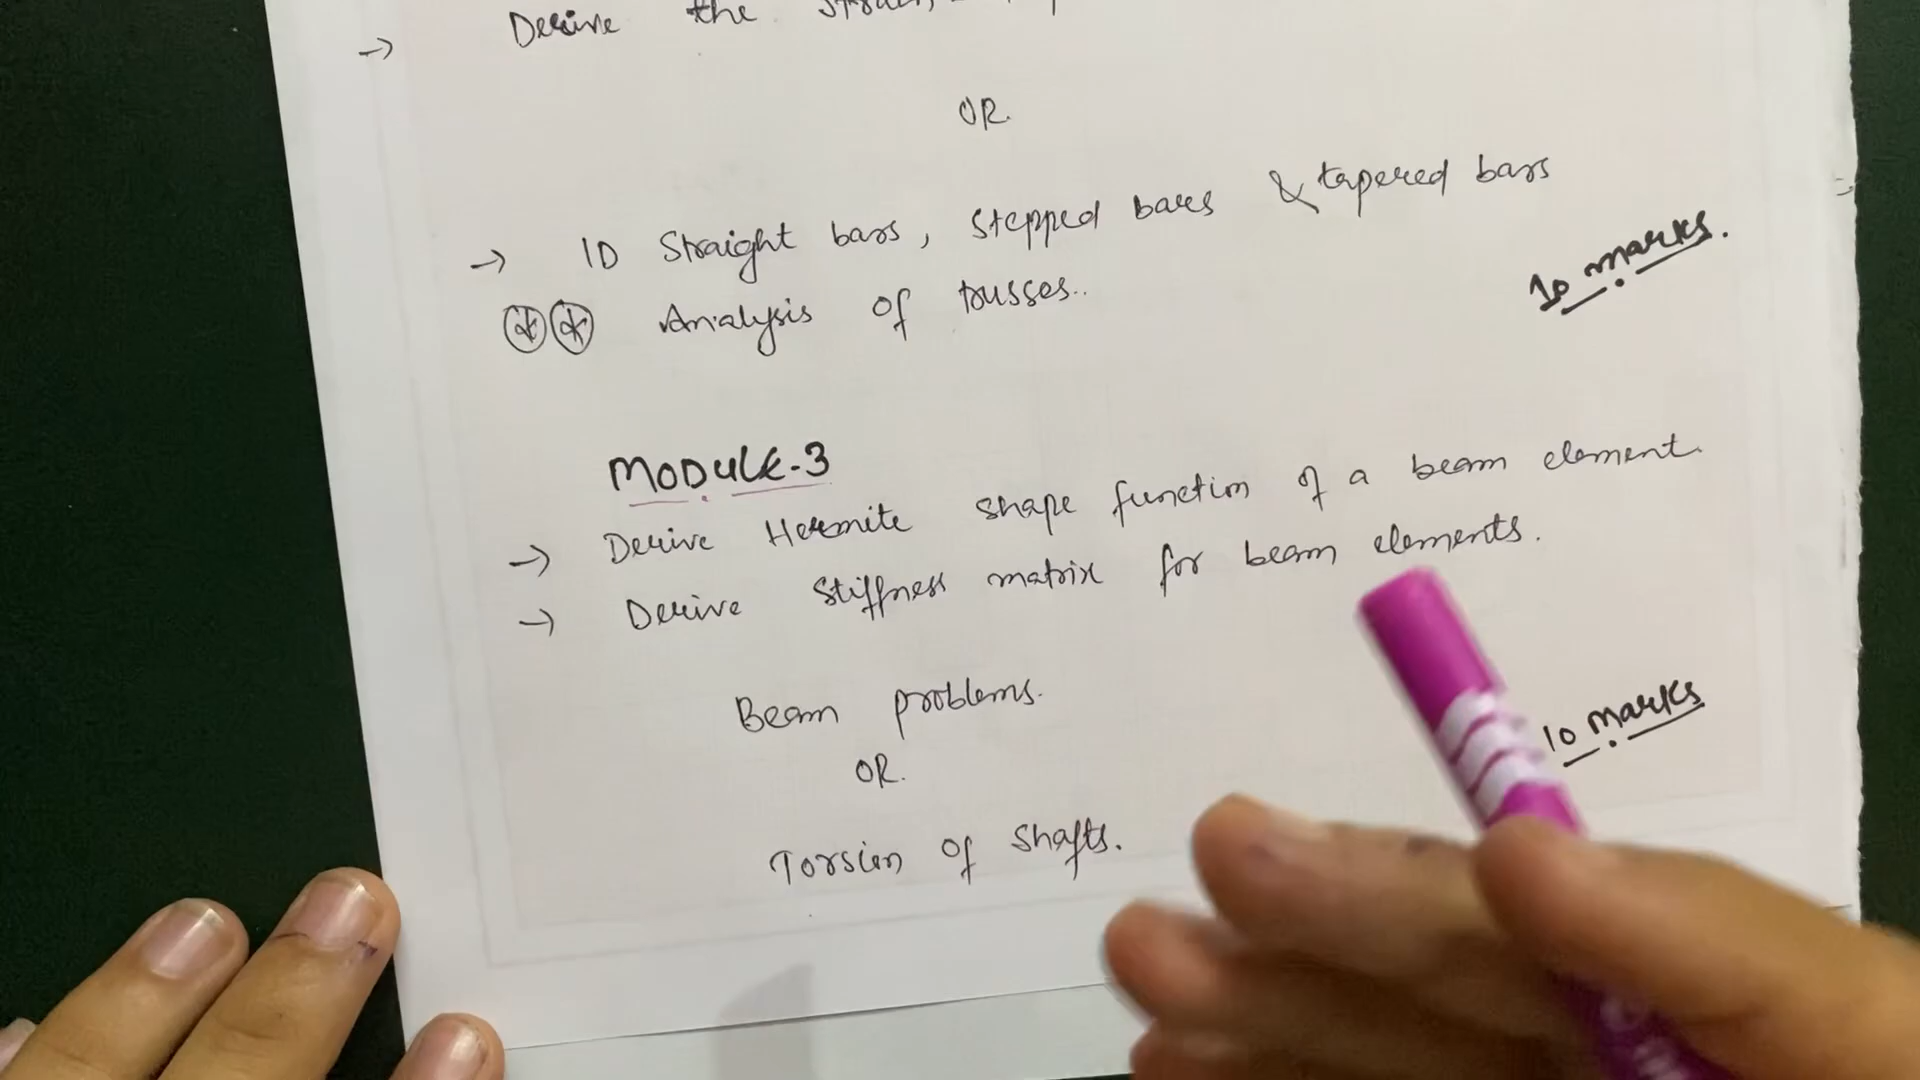 → Derive the
OR
→ 1D Straight bars, Stepped bars & tapered bars
Analysis of trusses..
10 marks.
MODULE-3
→ Derive Hermite shape function of a beam element.
→ Derive Stiffness matrix for beam elements.
Beam problems.
10 marks
OR.
Torsion of Shafts.